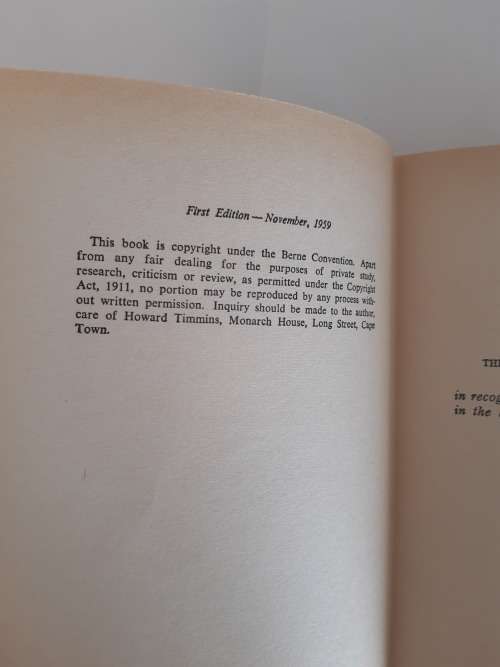 First Edition — November, 1959
This book is copyright under the Berne Convention. Apart
from any fair dealing for the purposes of private study,
research, criticism or review, as permitted under the Copyright
Act, 1911, no portion may be reproduced by any process with-
out written permission. Inquiry should be made to the author,
care of Howard Timmins, Monarch House, Long Street, Cape
Town.
in
in the